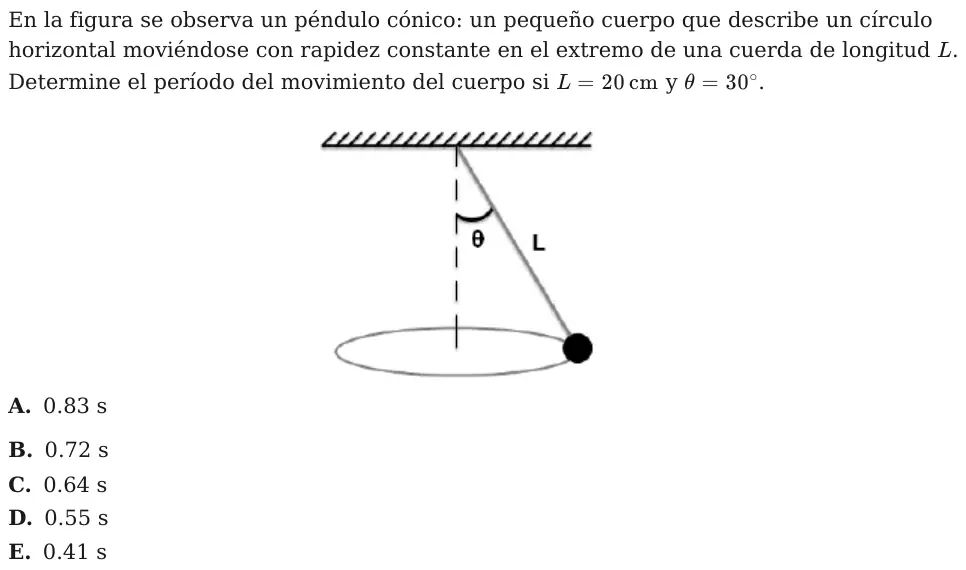 En la figura se observa un péndulo cónico: un pequeño cuerpo que describe un círculo
horizontal moviéndose con rapidez constante en el extremo de una cuerda de longitud L.
Determine el período del movimiento del cuerpo si L = 20 cm y θ = 30°.
θ
L
A. 0.83 s
B. 0.72 s
C. 0.64 s
D. 0.55 s
E. 0.41 s